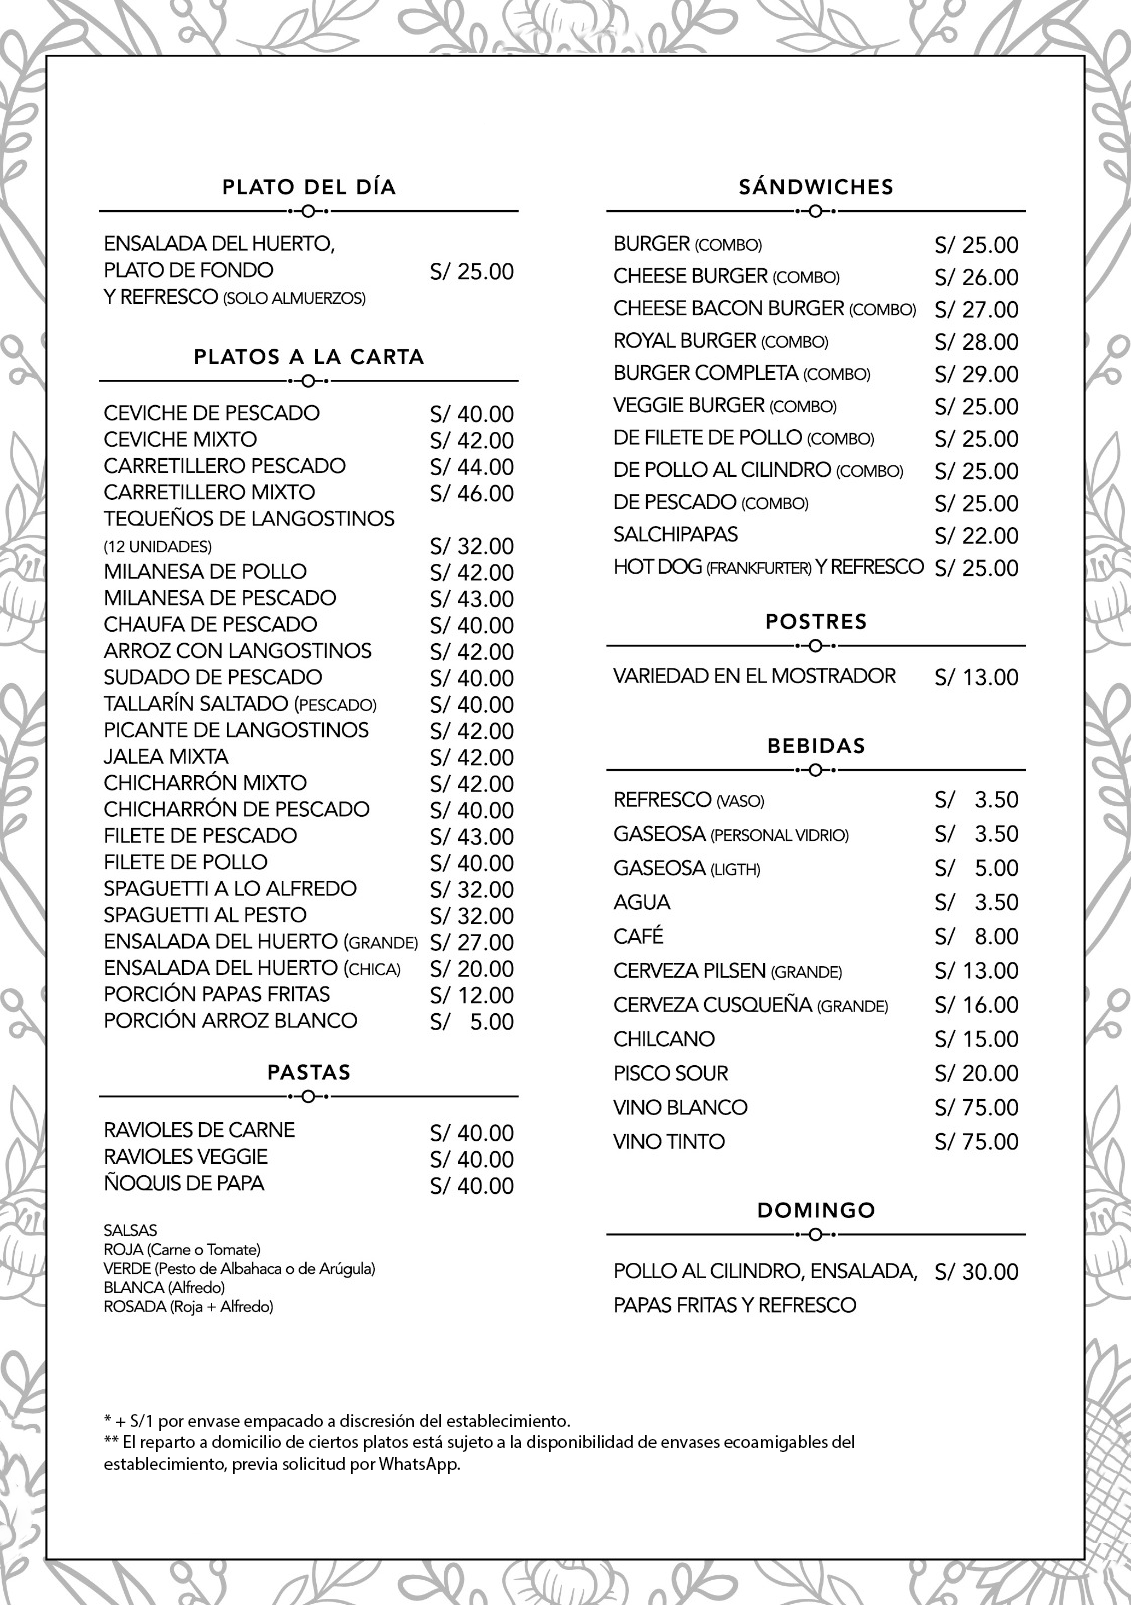 PLATO DEL DÍA
ENSALADA DEL HUERTO,
PLATO DE FONDO S/ 25.00
Y REFRESCO (SOLO ALMUERZOS)
PLATOS A LA CARTA
CEVICHE DE PESCADO S/ 40.00
CEVICHE MIXTO S/ 42.00
CARRETILLERO PESCADO S/ 44.00
CARRETILLERO MIXTO S/ 46.00
TEQUEÑOS DE LANGOSTINOS
(12 UNIDADES) S/ 32.00
MILANESA DE POLLO S/ 42.00
MILANESA DE PESCADO S/ 43.00
CHAUFA DE PESCADO S/ 40.00
ARROZ CON LANGOSTINOS S/ 42.00
SUDADO DE PESCADO S/ 40.00
TALLARÍN SALTADO (PESCADO) S/ 40.00
PICANTE DE LANGOSTINOS S/ 42.00
JALEA MIXTA S/ 42.00
CHICHARRÓN MIXTO S/ 42.00
CHICHARRÓN DE PESCADO S/ 40.00
FILETE DE PESCADO S/ 43.00
FILETE DE POLLO S/ 40.00
SPAGUETTI A LO ALFREDO S/ 32.00
SPAGUETTI AL PESTO S/ 32.00
ENSALADA DEL HUERTO (GRANDE) S/ 27.00
ENSALADA DEL HUERTO (CHICA) S/ 20.00
PORCIÓN PAPAS FRITAS S/ 12.00
PORCIÓN ARROZ BLANCO S/ 5.00
PASTAS
RAVIOLES DE CARNE S/ 40.00
RAVIOLES VEGGIE S/ 40.00
ÑOQUIS DE PAPA S/ 40.00
SALSAS
ROJA (Carne o Tomate)
VERDE (Pesto de Albahaca o de Arúgula)
BLANCA (Alfredo)
ROSADA (Roja + Alfredo)
SÁNDWICHES
BURGER (COMBO) S/ 25.00
CHEESE BURGER (COMBO) S/ 26.00
CHEESE BACON BURGER (COMBO) S/ 27.00
ROYAL BURGER (COMBO) S/ 28.00
BURGER COMPLETA (COMBO) S/ 29.00
VEGGIE BURGER (COMBO) S/ 25.00
DE FILETE DE POLLO (COMBO) S/ 25.00
DE POLLO AL CILINDRO (COMBO) S/ 25.00
DE PESCADO (COMBO) S/ 25.00
SALCHIPAPAS S/ 22.00
HOT DOG (FRANKFURTER) Y REFRESCO S/ 25.00
POSTRES
VARIEDAD EN EL MOSTRADOR S/ 13.00
BEBIDAS
REFRESCO (VASO) S/ 3.50
GASEOSA (PERSONAL VIDRIO) S/ 3.50
GASEOSA (LIGTH) S/ 5.00
AGUA S/ 3.50
CAFÉ S/ 8.00
CERVEZA PILSEN (GRANDE) S/ 13.00
CERVEZA CUSQUEÑA (GRANDE) S/ 16.00
CHILCANO S/ 15.00
PISCO SOUR S/ 20.00
VINO BLANCO S/ 75.00
VINO TINTO S/ 75.00
DOMINGO
POLLO AL CILINDRO, ENSALADA, S/ 30.00
PAPAS FRITAS Y REFRESCO
* + S/1 por envase empacado a discresión del establecimiento.
** El reparto a domicilio de ciertos platos está sujeto a la disponibilidad de envases ecoamigables del
establecimiento, previa solicitud por WhatsApp.